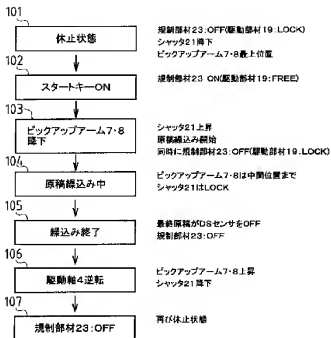 101
休止状態
規制部材23:OFF(駆動部材19:LOCK)
シャッタ21降下
ピックアップアーム7・8最上位置
102
スタートキーON
規制部材23 ON(駆動部材19:FREE)
103
ピックアップアーム7・8
降下
シャッタ21上昇
原稿繰込み開始
同時に規制部材23:OFF(駆動部材19:LOCK)
104
原稿繰込み中
ピックアップアーム7・8は中間位置まで
シャッタ21はLOCK
105
繰込み終了
最終原稿がDSセンサをOFF
規制部材23:OFF
106
駆動軸4逆転
ピックアップアーム7・8上昇
シャッタ21降下
107
規制部材23:OFF
再び休止状態